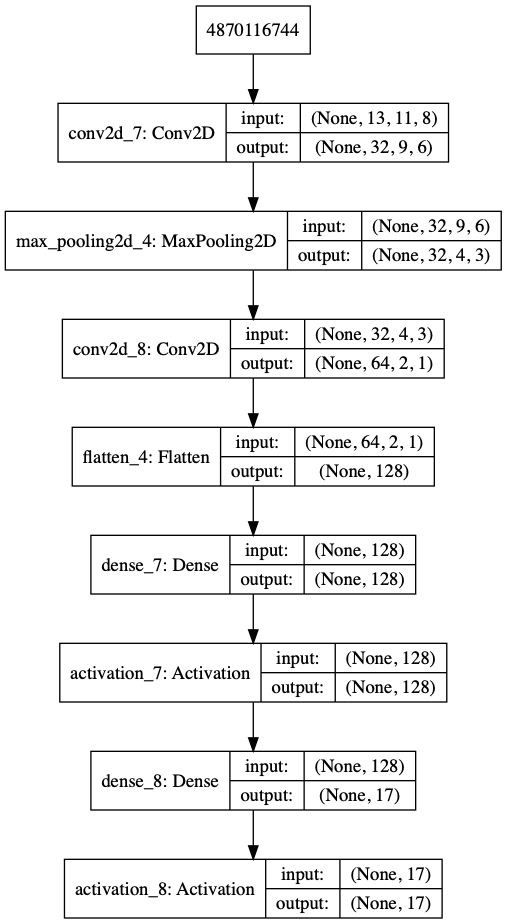 4870116744
conv2d_7: Conv2D
input:
(None, 13, 11, 8)
output:
(None, 32, 9, 6)
max_pooling2d_4: MaxPooling2D
input:
(None, 32, 9, 6)
output:
(None, 32, 4, 3)
conv2d_8: Conv2D
input:
(None, 32, 4, 3)
output:
(None, 64, 2, 1)
flatten_4: Flatten
input:
(None, 64, 2, 1)
output:
(None, 128)
dense_7: Dense
input:
(None, 128)
output:
(None, 128)
activation_7: Activation
input:
(None, 128)
output:
(None, 128)
dense_8: Dense
input:
(None, 128)
output:
(None, 17)
activation_8: Activation
input:
(None, 17)
output:
(None, 17)